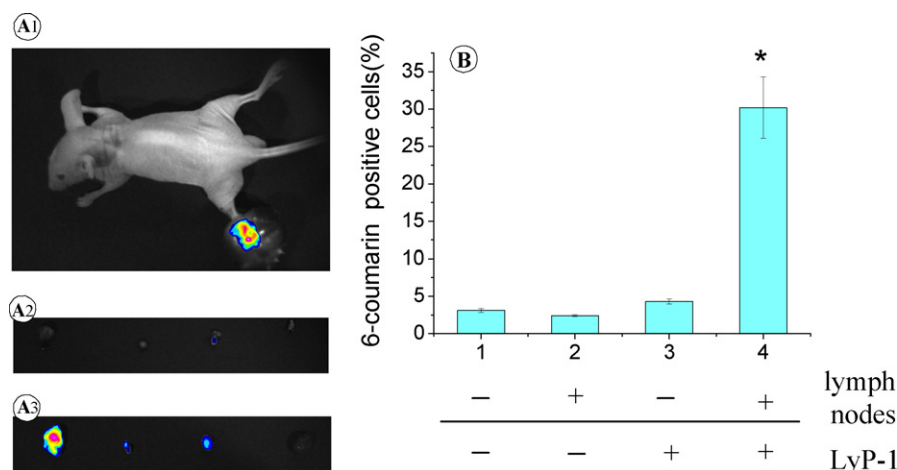 A1
A2
A3
B
6-coumarin positive cells(%)
35
30
25
20
15
10
5
0
*
1 2 3 4
− + − + lymph nodes
− − + + LyP-1